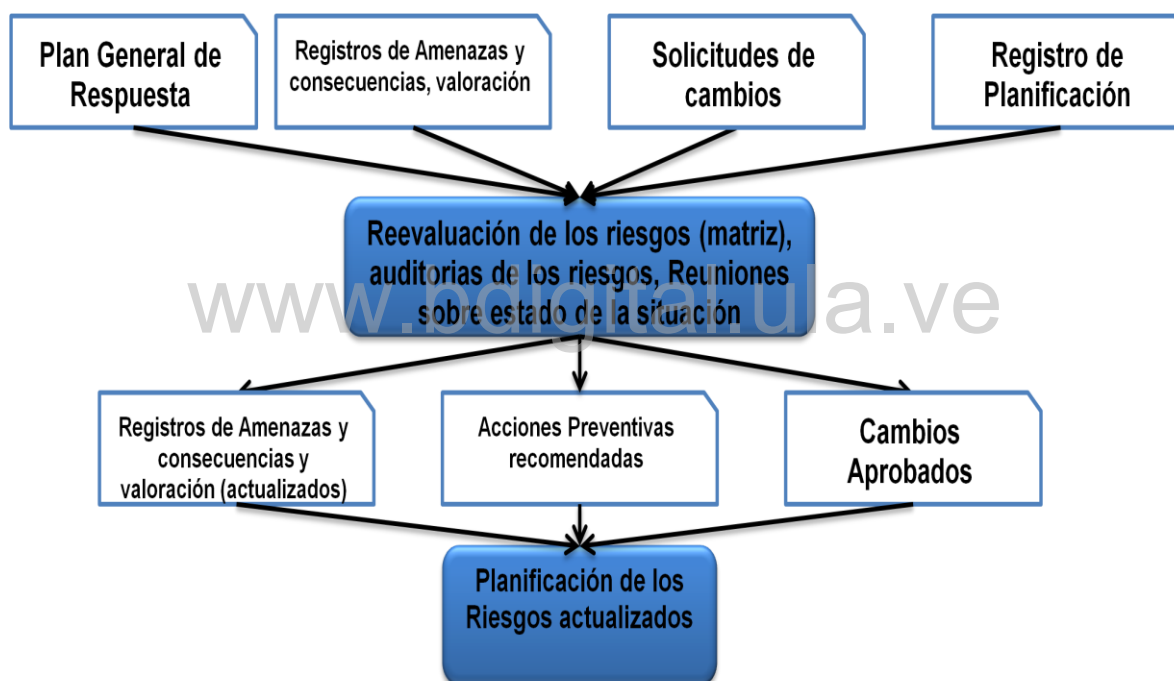 Plan General de
Respuesta
Registros de Amenazas y
consecuencias, valoración
Solicitudes de
cambios
Registro de
Planificación
Reevaluación de los riesgos (matriz),
auditorias de los riesgos, Reuniones
sobre estado de la situación
www.bdigital.ula.ve
Registros de Amenazas y
consecuencias y
valoración (actualizados)
Acciones Preventivas
recomendadas
Cambios
Aprobados
Planificación de los
Riesgos actualizados